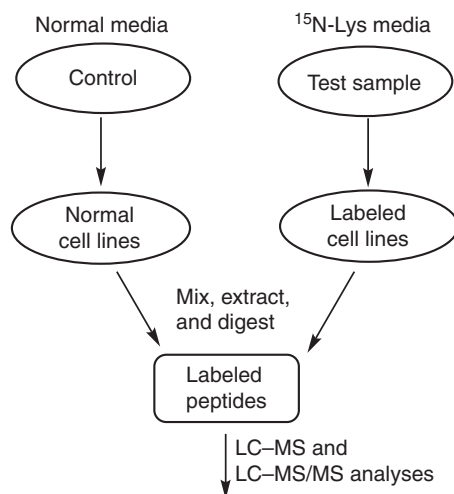 Normal media
¹⁵N-Lys media
Control
Test sample
Normal
cell lines
Labeled
cell lines
Mix, extract,
and digest
Labeled
peptides
LC–MS and
LC–MS/MS analyses